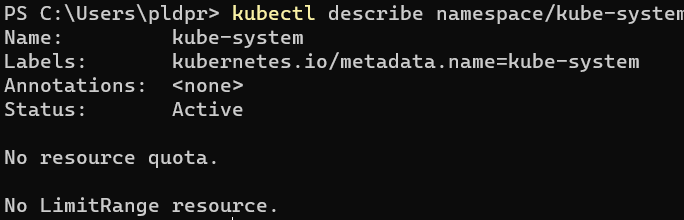 PS C:\Users\pldpr> kubectl describe namespace/kube-system
Name:         kube-system
Labels:       kubernetes.io/metadata.name=kube-system
Annotations:  <none>
Status:       Active

No resource quota.

No LimitRange resource.